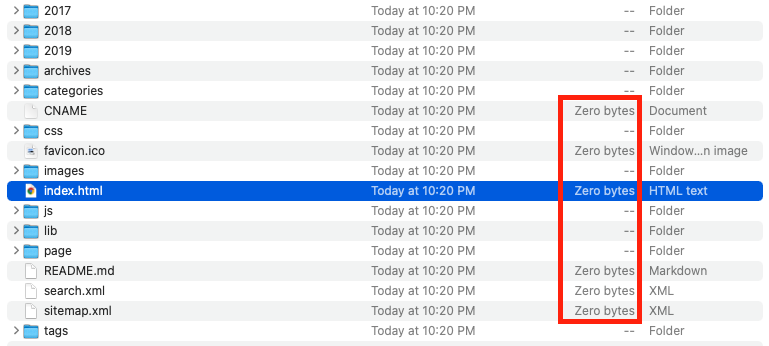 2017 Today at 10:20 PM -- Folder
2018 Today at 10:20 PM -- Folder
2019 Today at 10:20 PM -- Folder
archives Today at 10:20 PM -- Folder
categories Today at 10:20 PM -- Folder
CNAME Today at 10:20 PM Zero bytes Document
css Today at 10:20 PM -- Folder
favicon.ico Today at 10:20 PM Zero bytes Window...n image
images Today at 10:20 PM -- Folder
index.html Today at 10:20 PM Zero bytes HTML text
js Today at 10:20 PM -- Folder
lib Today at 10:20 PM -- Folder
page Today at 10:20 PM -- Folder
README.md Today at 10:20 PM Zero bytes Markdown
search.xml Today at 10:20 PM Zero bytes XML
sitemap.xml Today at 10:20 PM Zero bytes XML
tags Today at 10:20 PM -- Folder